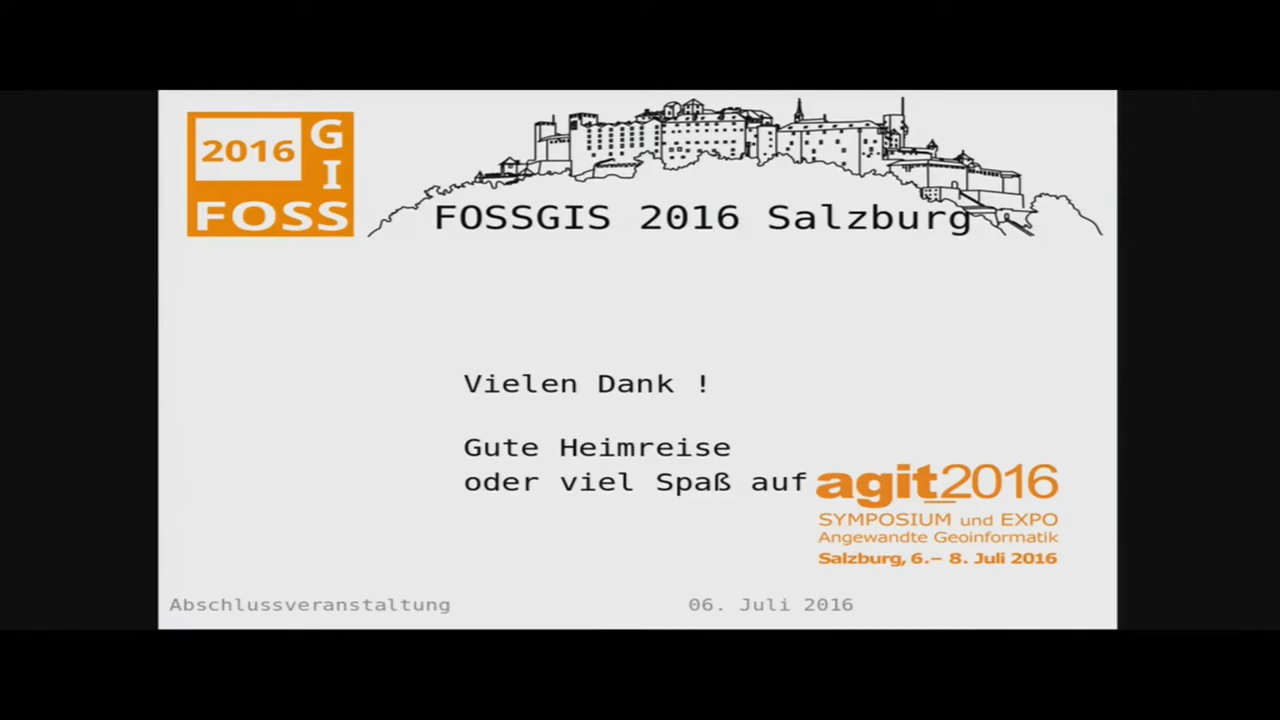 2016
G
I
FOSS
FOSSGIS 2016 Salzburg
Vielen Dank !
Gute Heimreise
oder viel Spaß auf agit_2016
SYMPOSIUM und EXPO
Angewandte Geoinformatik
Salzburg, 6.– 8. Juli 2016
Abschlussveranstaltung 06. Juli 2016